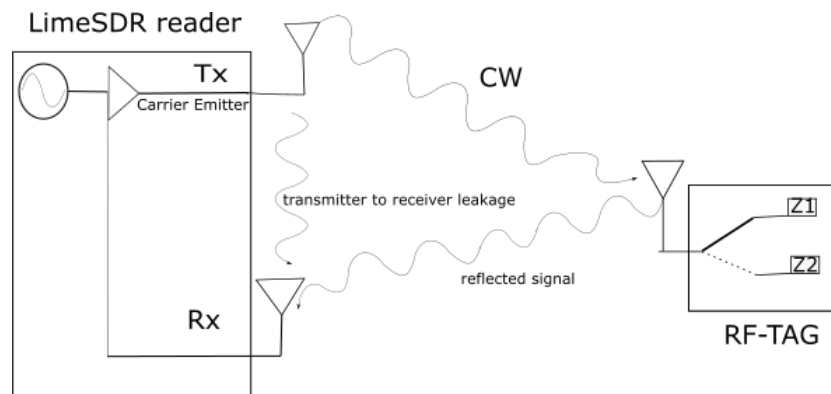 LimeSDR reader
Tx
Carrier Emitter
CW
transmitter to receiver leakage
Z1
Z2
reflected signal
Rx
RF-TAG